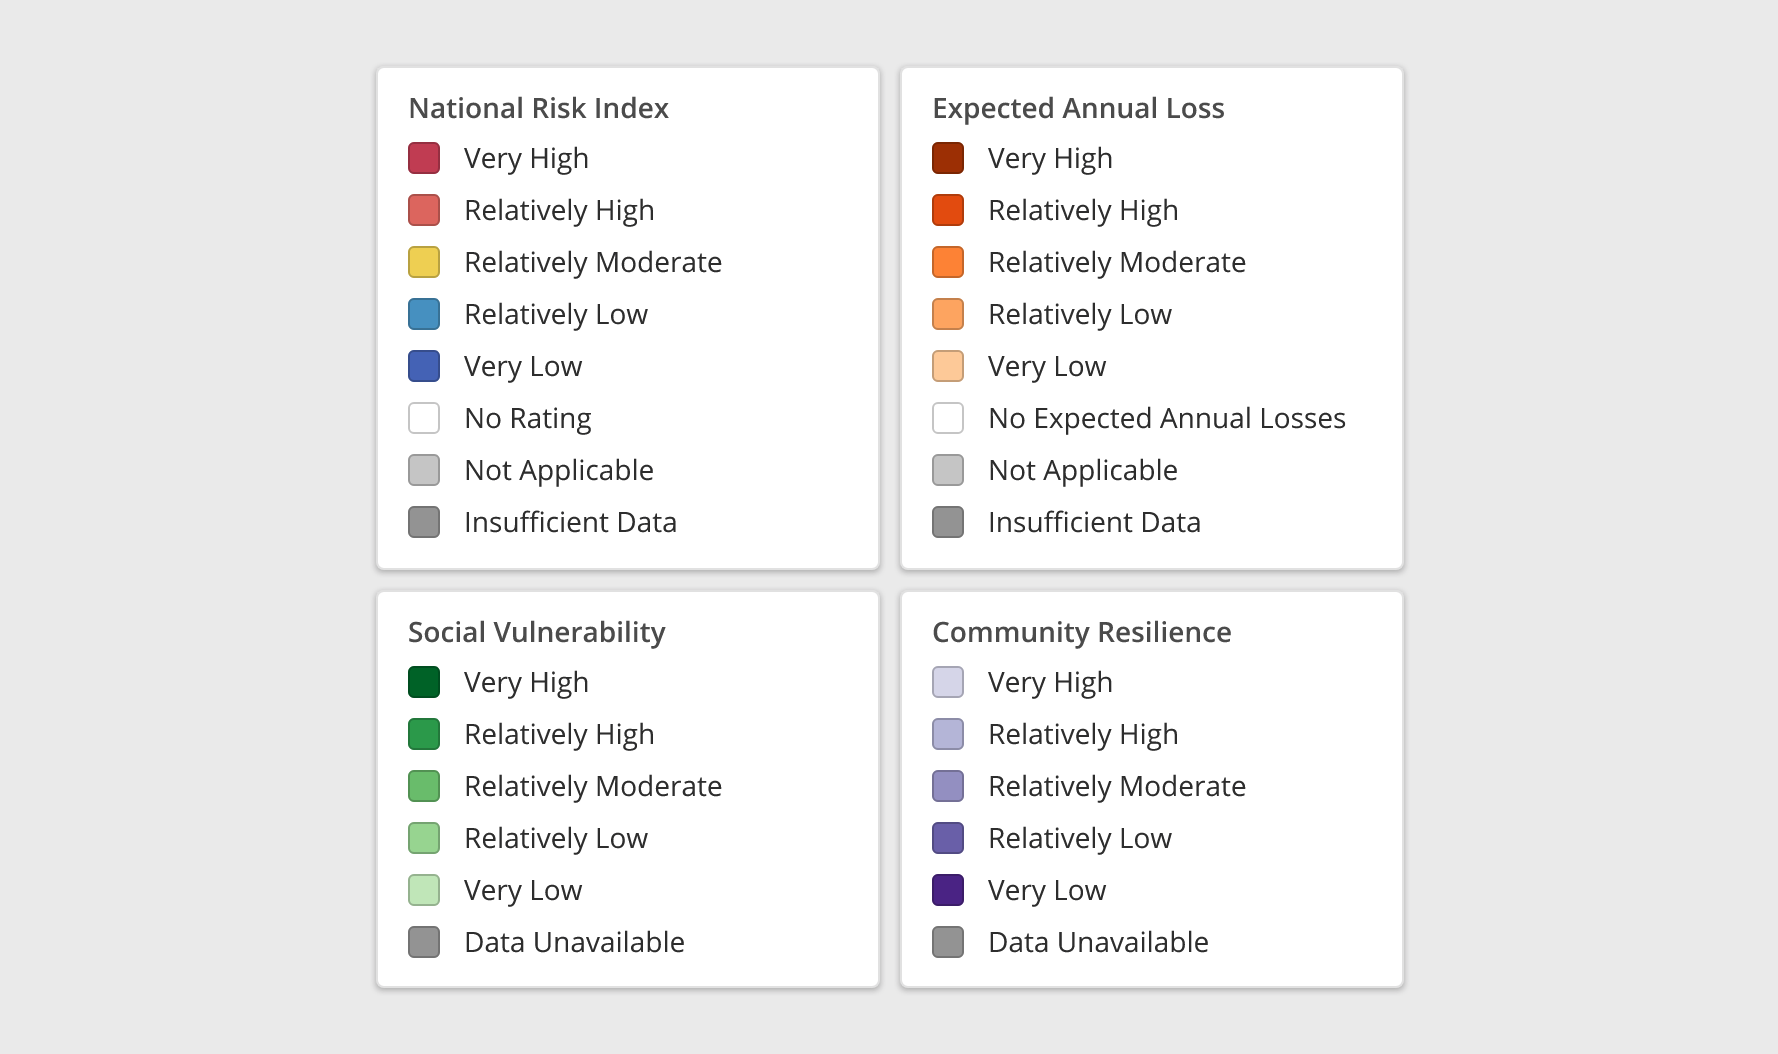 National Risk Index
Very High
Relatively High
Relatively Moderate
Relatively Low
Very Low
No Rating
Not Applicable
Insufficient Data
Expected Annual Loss
Very High
Relatively High
Relatively Moderate
Relatively Low
Very Low
No Expected Annual Losses
Not Applicable
Insufficient Data
Social Vulnerability
Very High
Relatively High
Relatively Moderate
Relatively Low
Very Low
Data Unavailable
Community Resilience
Very High
Relatively High
Relatively Moderate
Relatively Low
Very Low
Data Unavailable